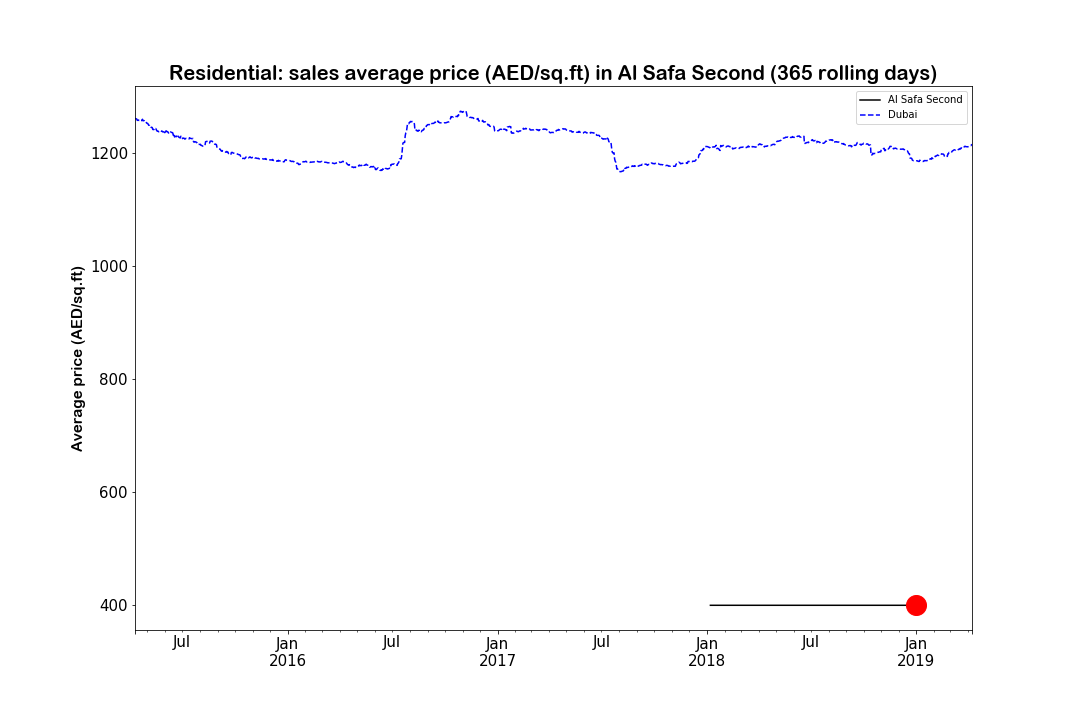 Residential: sales average price (AED/sq.ft) in Al Safa Second (365 rolling days)
Al Safa Second
Dubai
Average price (AED/sq.ft)
1200
1000
800
600
400
Jul
Jan
2016
Jul
Jan
2017
Jul
Jan
2018
Jul
Jan
2019